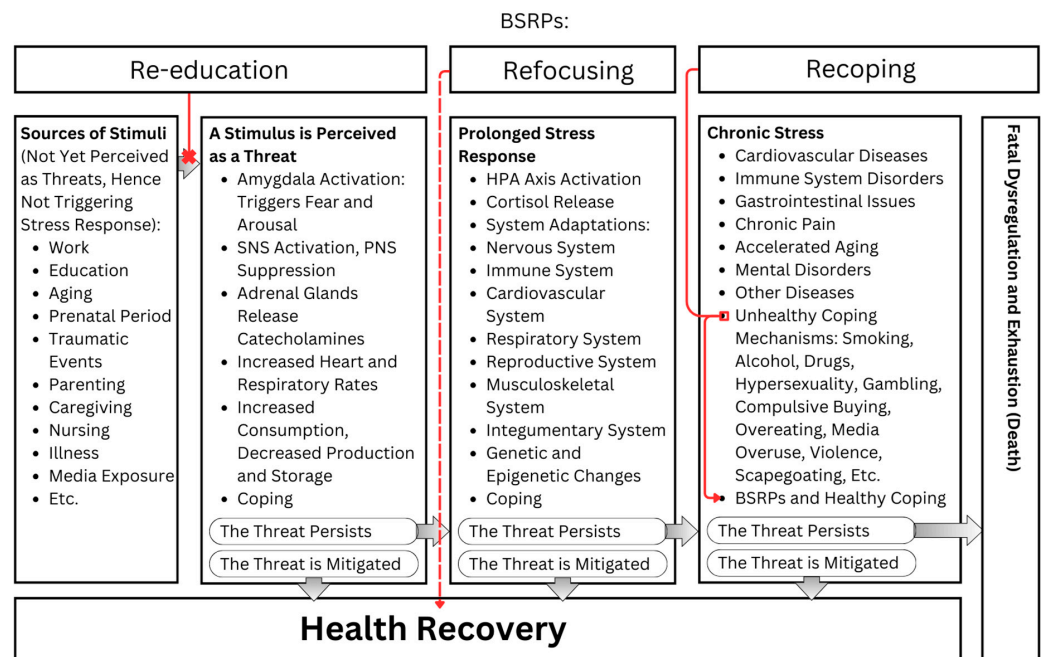 BSRPs:
Re-education
Refocusing
Recoping
Sources of Stimuli
(Not Yet Perceived
as Threats, Hence
Not Triggering
Stress Response):
• Work
• Education
• Aging
• Prenatal Period
• Traumatic
Events
• Parenting
• Caregiving
• Nursing
• Illness
• Media Exposure
• Etc.
A Stimulus is Perceived
as a Threat
• Amygdala Activation:
Triggers Fear and
Arousal
• SNS Activation, PNS
Suppression
• Adrenal Glands
Release
Catecholamines
• Increased Heart and
Respiratory Rates
• Increased
Consumption,
Decreased Production
and Storage
• Coping
The Threat Persists
The Threat is Mitigated
Prolonged Stress
Response
• HPA Axis Activation
• Cortisol Release
• System Adaptations:
• Nervous System
• Immune System
• Cardiovascular
System
• Respiratory System
• Reproductive System
• Musculoskeletal
System
• Integumentary System
• Genetic and
Epigenetic Changes
• Coping
The Threat Persists
The Threat is Mitigated
Chronic Stress
• Cardiovascular Diseases
• Immune System Disorders
• Gastrointestinal Issues
• Chronic Pain
• Accelerated Aging
• Mental Disorders
• Other Diseases
• Unhealthy Coping
Mechanisms: Smoking,
Alcohol, Drugs,
Hypersexuality, Gambling,
Compulsive Buying,
Overeating, Media
Overuse, Violence,
Scapegoating, Etc.
• BSRPs and Healthy Coping
The Threat Persists
The Threat is Mitigated
Fatal Dysregulation and Exhaustion (Death)
Health Recovery